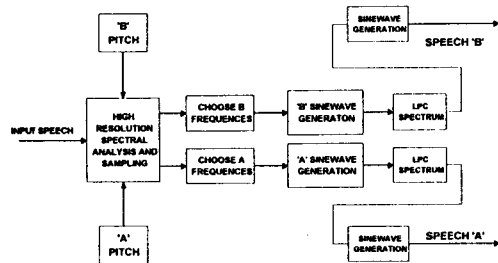 'B'
PITCH
SINEWAVE
GENERATION
SPEECH 'B'
INPUT SPEECH
HIGH
RESOLUTION
SPECTRAL
ANALYSIS AND
SAMPLING
CHOOSE B
FREQUENCES
'B' SINEWAVE
GENERATON
LPC
SPECTRUM
CHOOSE A
FREQUENCES
'A' SINEWAVE
GENERATION
LPC
SPECTRUM
'A'
PITCH
SINEWAVE
GENERATION
SPEECH 'A'